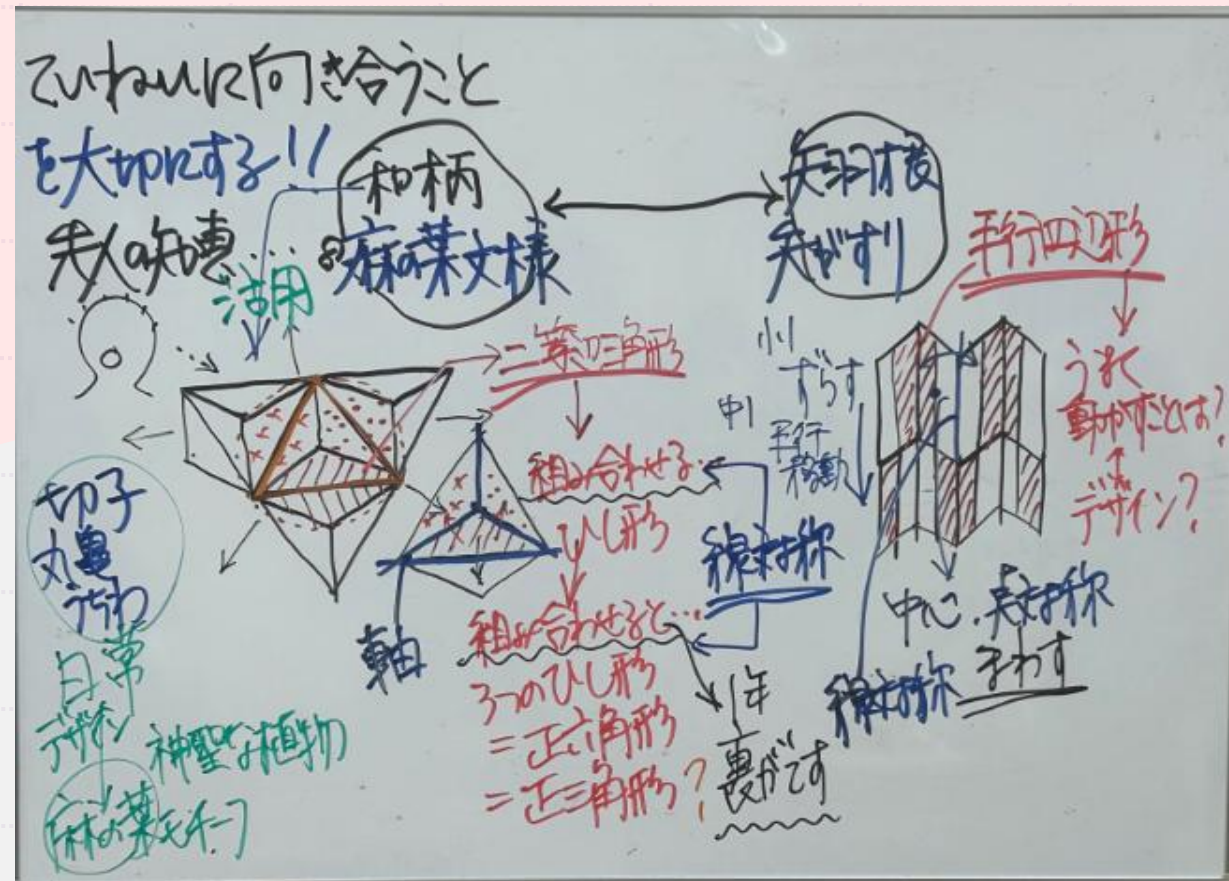 ていねいに向き合うこと
を大切にする!!
先人の知恵…
活用
和柄
麻の葉文様
矢羽根模様
矢がすり
平行四辺形
うまく
動かすことは?
デザイン?
二等辺三角形
組み合わせる…
ひし形
組み合わせると…
3つのひし形
=正六角形
=正三角形?
線対称
軸
小1
ずらす
中1
平行
移動
中心、点対称
まわす
線対称
1年
裏がです
切子
丸亀
うちわ
日常
デザイン
神聖な植物
麻の葉モチーフ